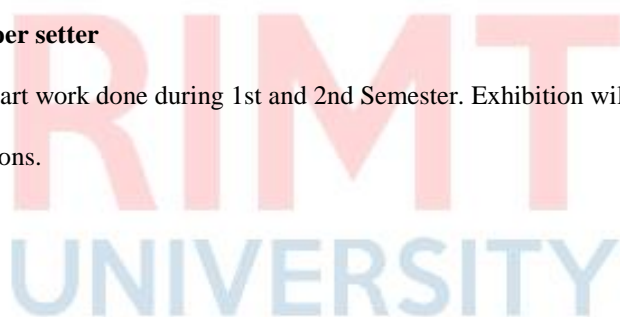 per setter
art work done during 1st and 2nd Semester. Exhibition wil
ons.
RIMT
UNIVERSITY